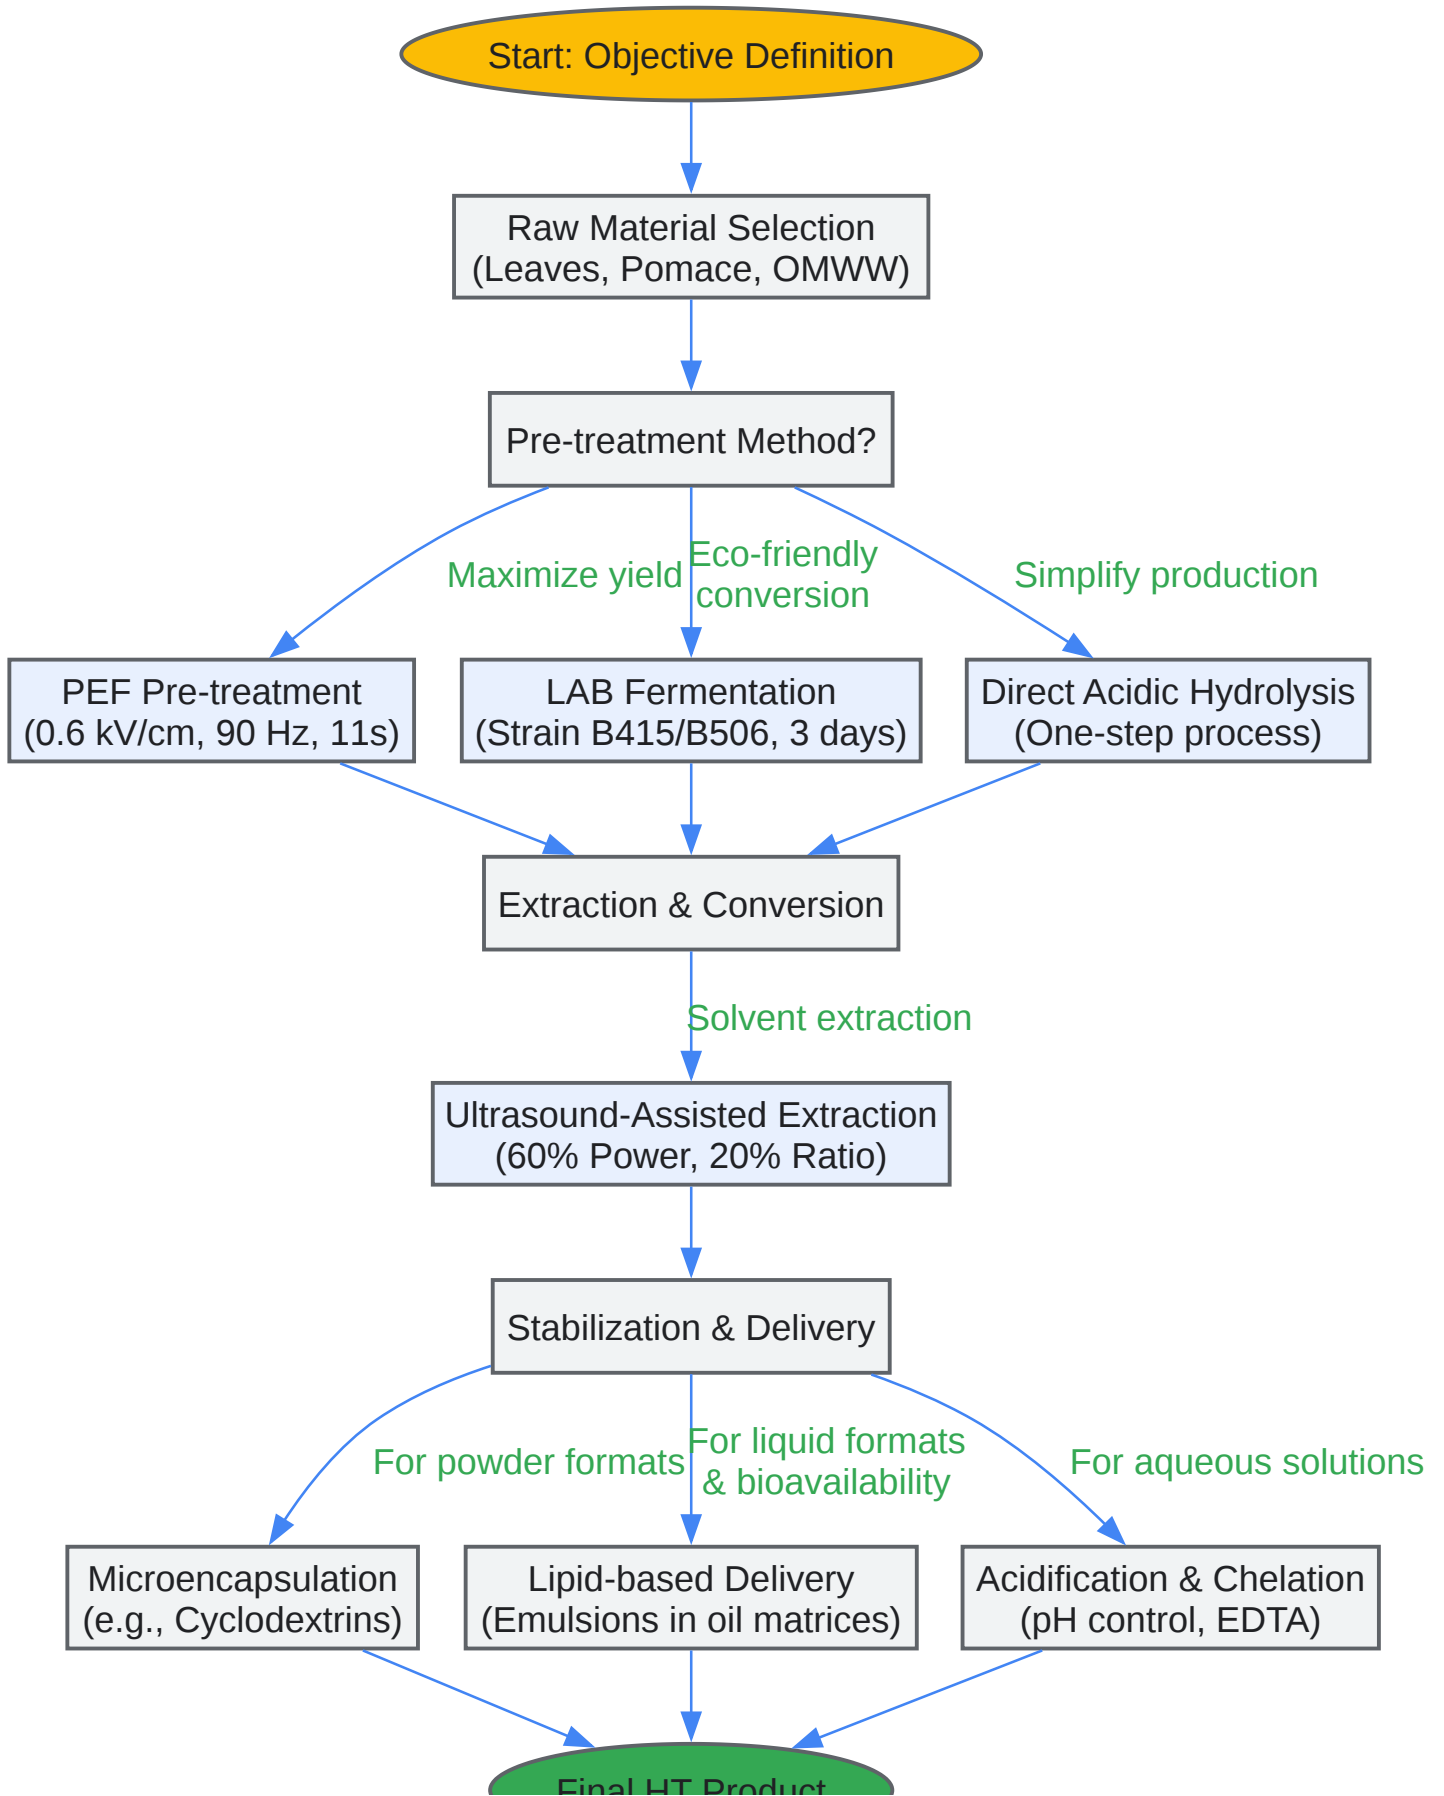 Start: Objective Definition
Raw Material Selection
(Leaves, Pomace, OMWW)
Pre-treatment Method?
Maximize yield
Eco-friendly
conversion
Simplify production
PEF Pre-treatment
(0.6 kV/cm, 90 Hz, 11s)
LAB Fermentation
(Strain B415/B506, 3 days)
Direct Acidic Hydrolysis
(One-step process)
Extraction & Conversion
Solvent extraction
Ultrasound-Assisted Extraction
(60% Power, 20% Ratio)
Stabilization & Delivery
For powder formats
For liquid formats
& bioavailability
For aqueous solutions
Microencapsulation
(e.g., Cyclodextrins)
Lipid-based Delivery
(Emulsions in oil matrices)
Acidification & Chelation
(pH control, EDTA)
Final HT Product